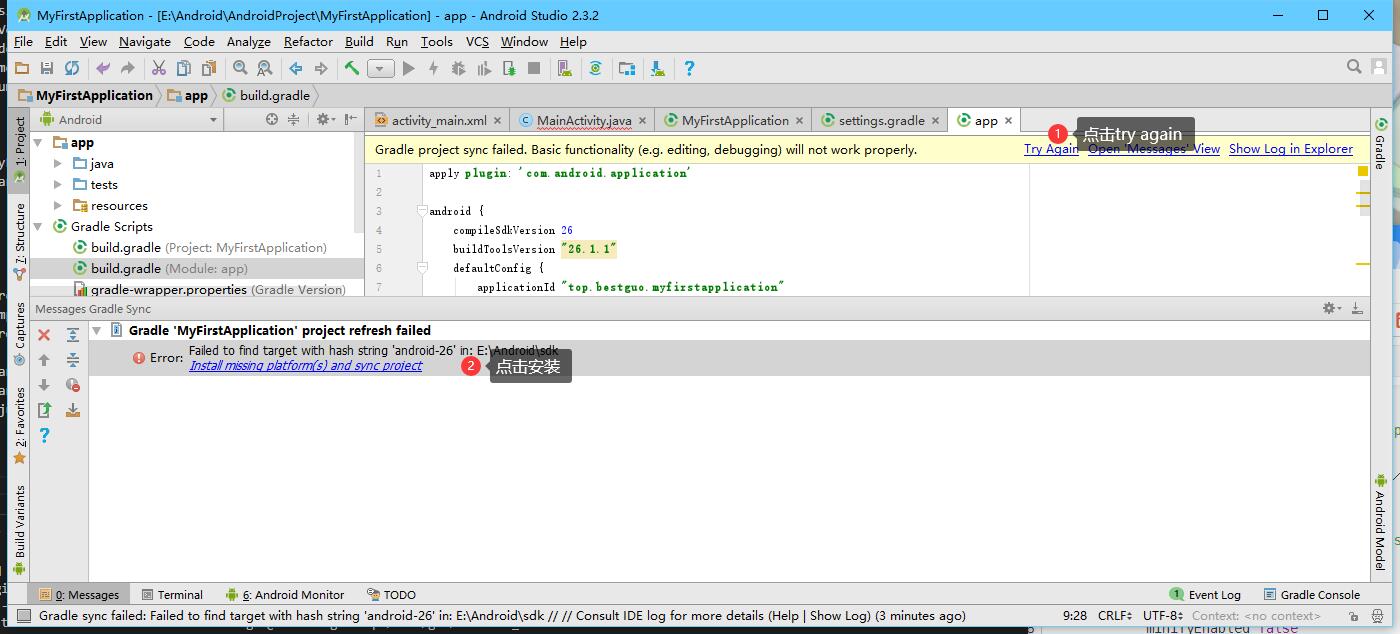 MyFirstApplication - [E:\Android\AndroidProject\MyFirstApplication] - app - Android Studio 2.3.2
File Edit View Navigate Code Analyze Refactor Build Run Tools VCS Window Help
MyFirstApplication app build.gradle
1: Project
Android
activity_main.xml MainActivity.java MyFirstApplication settings.gradle app
1 点击try again
Gradle project sync failed. Basic functionality (e.g. editing, debugging) will not work properly. Try Again Open 'Messages' View Show Log in Explorer
Gradle
app
java
tests
resources
Gradle Scripts
build.gradle (Project: MyFirstApplication)
build.gradle (Module: app)
gradle-wrapper.properties (Gradle Version)
1 apply plugin: 'com.android.application'
2
3 android {
4 compileSdkVersion 26
5 buildToolsVersion "26.1.1"
6 defaultConfig {
7 applicationId "top.bestguo.myfirstapplication"
7: Structure
Captures
2: Favorites
Build Variants
Messages Gradle Sync
Gradle 'MyFirstApplication' project refresh failed
Error: Failed to find target with hash string 'android-26' in: E:\Android\sdk
Install missing platform(s) and sync project
2 点击安装
Android Model
0: Messages Terminal 6: Android Monitor TODO 1 Event Log Gradle Console
Gradle sync failed: Failed to find target with hash string 'android-26' in: E:\Android\sdk // // Consult IDE log for more details (Help | Show Log) (3 minutes ago) 9:28 CRLF UTF-8 Context: <no context>